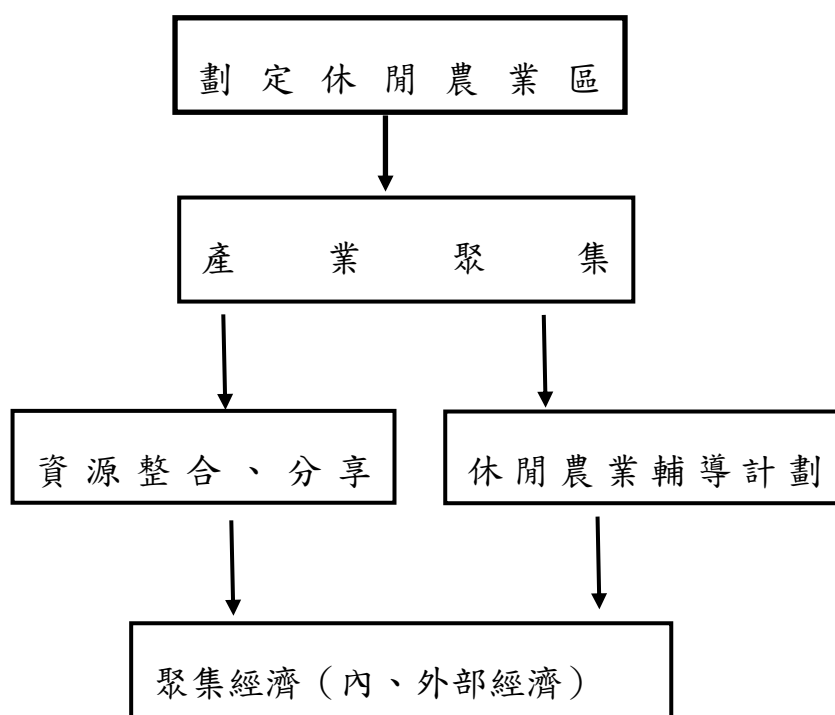 劃定休閒農業區
產業聚集
資源整合、分享
休閒農業輔導計劃
聚集經濟（內、外部經濟）